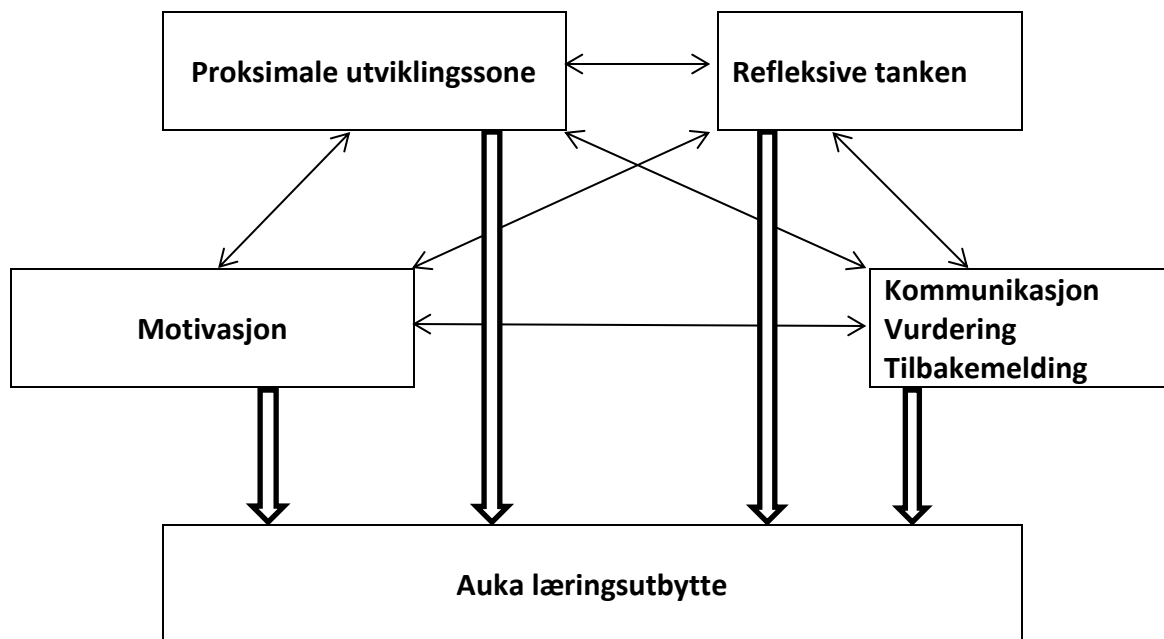 Proksimale utviklingssone
Refleksive tanken
Motivasjon
Kommunikasjon
Vurdering
Tilbakemelding
Auka læringsutbytte